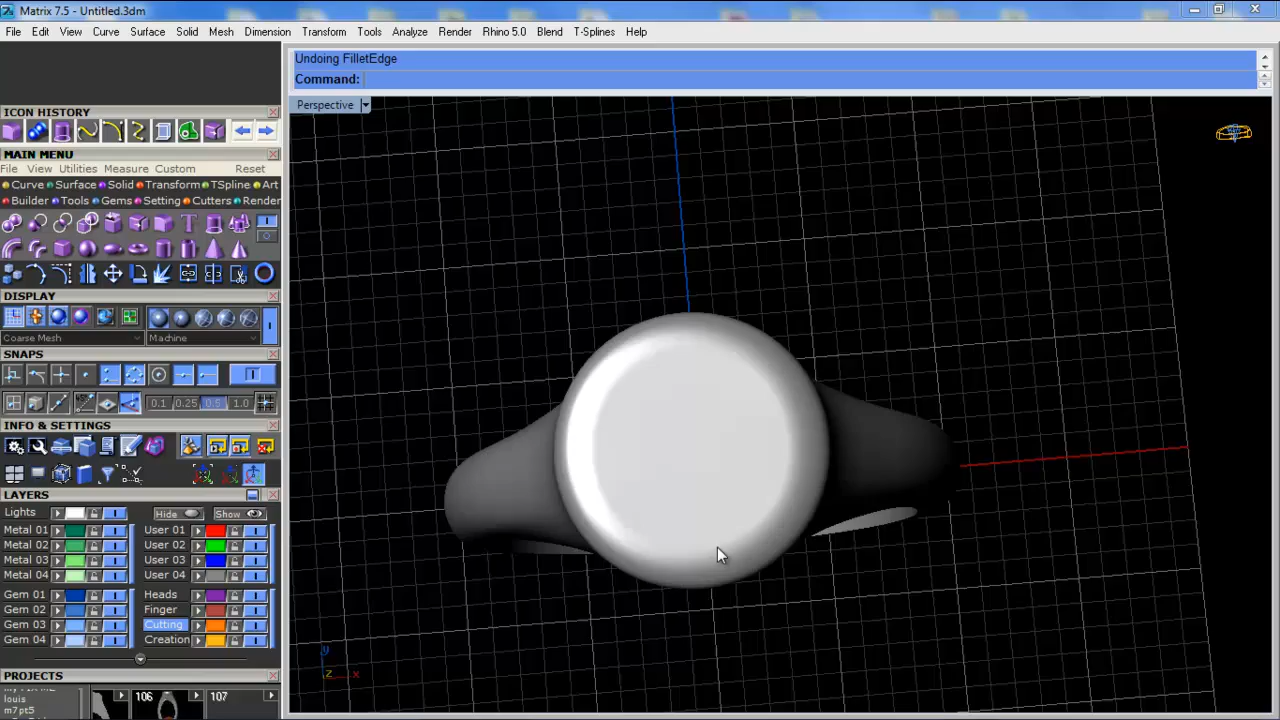 Matrix 7.5 - Untitled.3dm
File Edit View Curve Surface Solid Mesh Transform Tools Analyze Dimension Render Rhino 5.0 Blend T-Splines Help
Undoing FilletEdge
Command:
Perspective
ICON HISTORY
MAIN MENU
File View Utilities Measure Custom Reset
Curve Surface Solid Transform TSpline Art
Builder Tools Gems Setting Cutters Render
DISPLAY
Coarse Mesh Machine
SNAPS
0.1 0.25 0.5 1.0
INFO & SETTINGS
LAYERS
Lights Hide Show
Metal 01 User 01
Metal 02 User 02
Metal 03 User 03
Metal 04 User 04
Gem 01 Heads
Gem 02 Finger
Gem 03 Cutting
Gem 04 Creation
PROJECTS
louis
m7pt5
106 107
y
z x